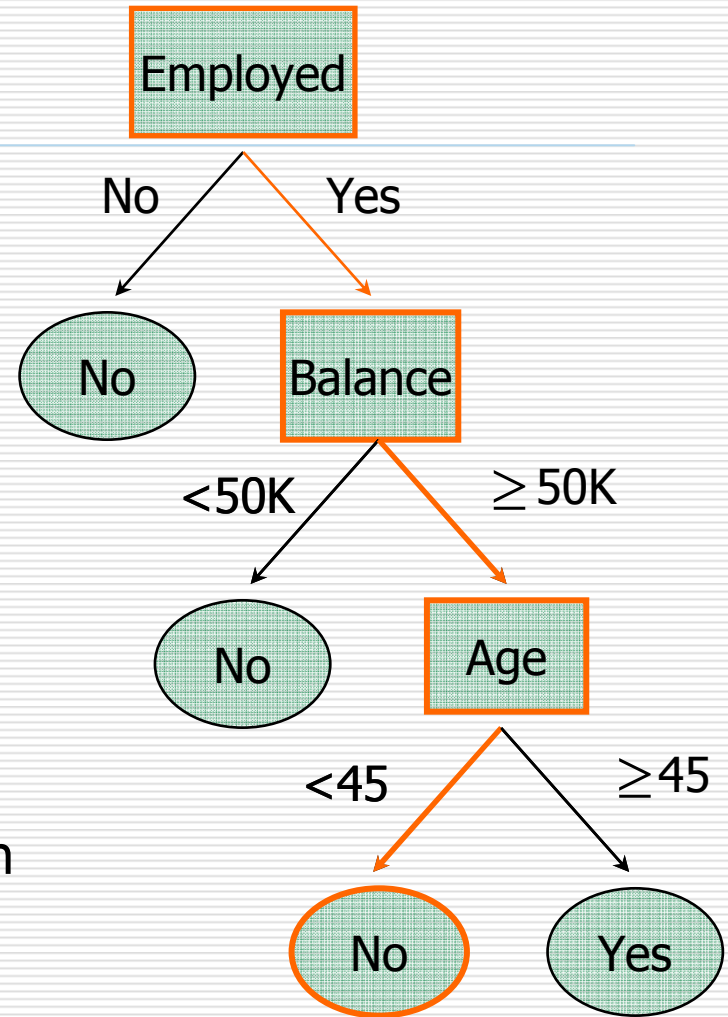 Employed
No Yes
No Balance
<50K ≥50K
No Age
<45 ≥45
No Yes